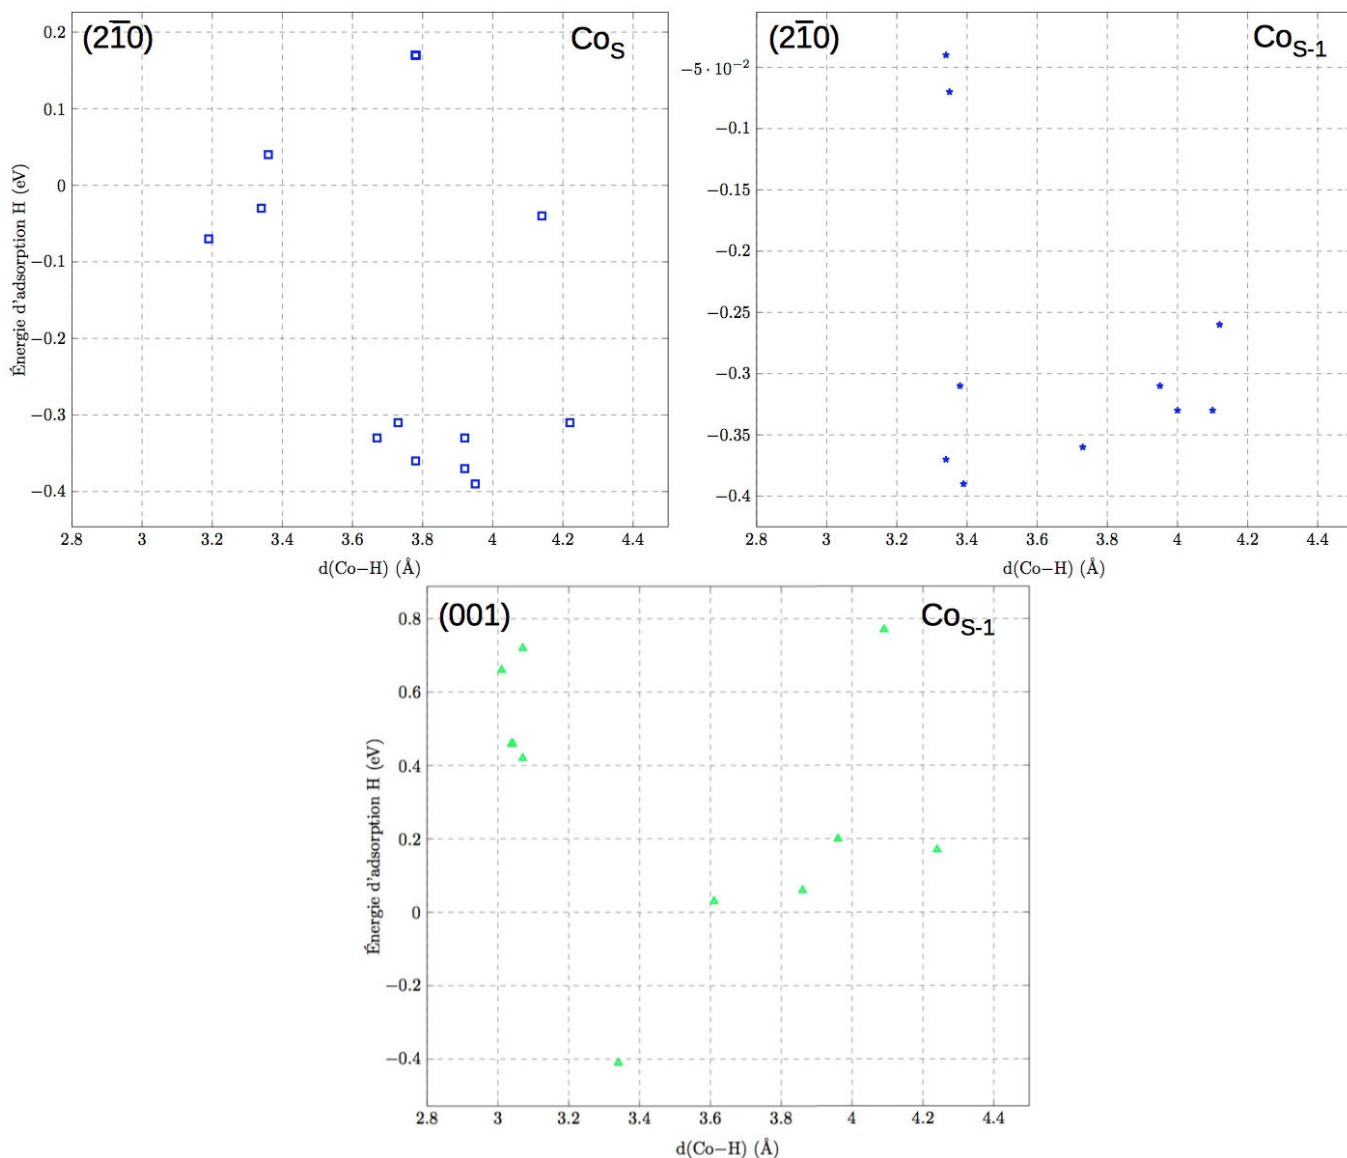 (21̅0)
Co_S
0.2
0.1
0
−0.1
−0.2
−0.3
−0.4
Énergie d'adsorption H (eV)
2.8 3 3.2 3.4 3.6 3.8 4 4.2 4.4
d(Co−H) (Å)
(21̅0)
Co_S-1
−5 · 10^−2
−0.1
−0.15
−0.2
−0.25
−0.3
−0.35
−0.4
2.8 3 3.2 3.4 3.6 3.8 4 4.2 4.4
d(Co−H) (Å)
(001)
Co_S-1
0.8
0.6
0.4
0.2
0
−0.2
−0.4
Énergie d'adsorption H (eV)
2.8 3 3.2 3.4 3.6 3.8 4 4.2 4.4
d(Co−H) (Å)